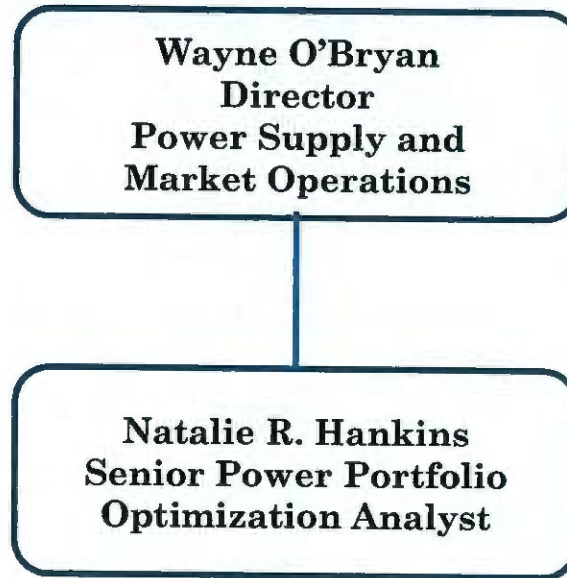 Wayne O'Bryan
Director
Power Supply and
Market Operations
Natalie R. Hankins
Senior Power Portfolio
Optimization Analyst